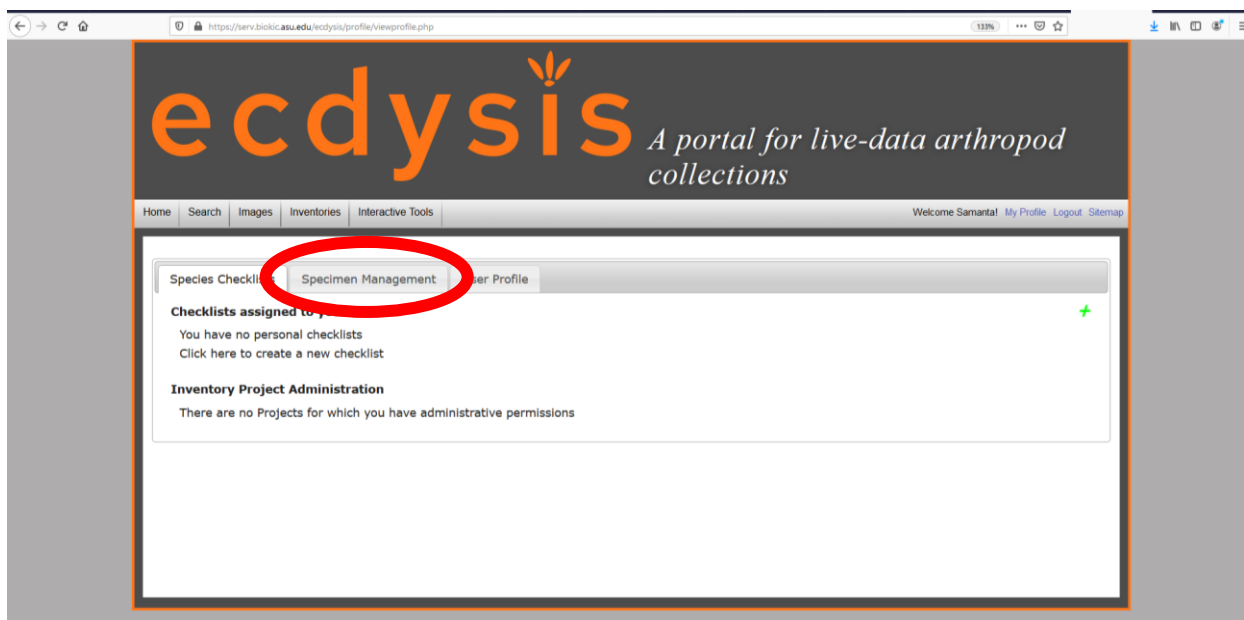 https://serv.biokic.asu.edu/ecdysis/profile/viewprofile.php
133%
ecdysis
A portal for live-data arthropod
collections
Home Search Images Inventories Interactive Tools
Welcome Samanta! My Profile Logout Sitemap
Species Checklists Specimen Management User Profile
Checklists assigned to
You have no personal checklists
Click here to create a new checklist
Inventory Project Administration
There are no Projects for which you have administrative permissions